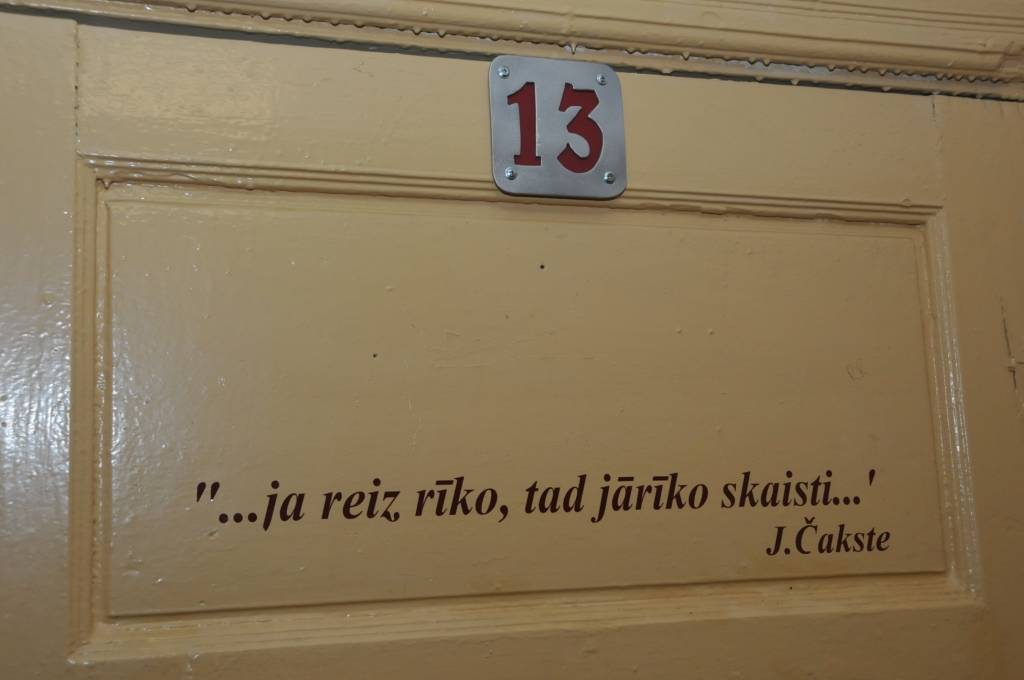 13
"...ja reiz rīko, tad jārīko skaisti...'
J.Čakste